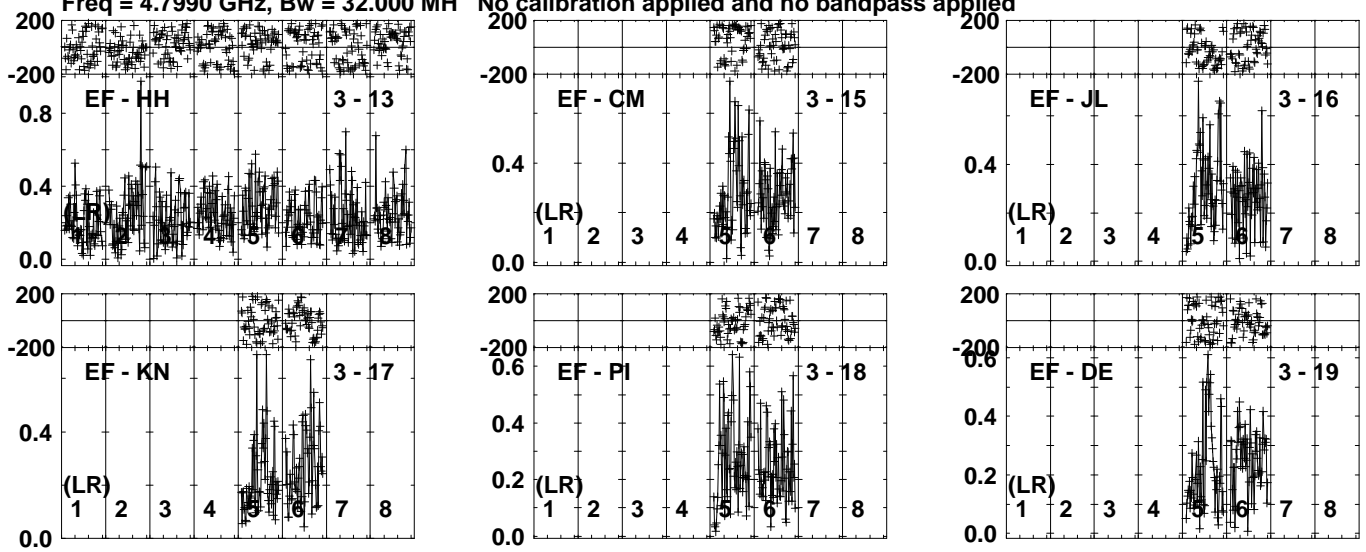 Freq = 4.7990 GHz, Bw = 32.000 MH No calibration applied and no bandpass applied
200
-200
EF - HH 3 - 13
0.8
0.4
(LR)
1 2 3 4 5 6 7 8
0.0
200
-200
EF - CM 3 - 15
0.4
(LR)
1 2 3 4 5 6 7 8
0.0
200
-200
EF - JL 3 - 16
0.4
(LR)
1 2 3 4 5 6 7 8
0.0
200
-200
EF - KN 3 - 17
0.4
(LR)
1 2 3 4 5 6 7 8
0.0
200
-200
0.6
EF - PI 3 - 18
0.4
0.2
(LR)
1 2 3 4 5 6 7 8
0.0
200
-200
0.6
EF - DE 3 - 19
0.4
0.2
(LR)
1 2 3 4 5 6 7 8
0.0